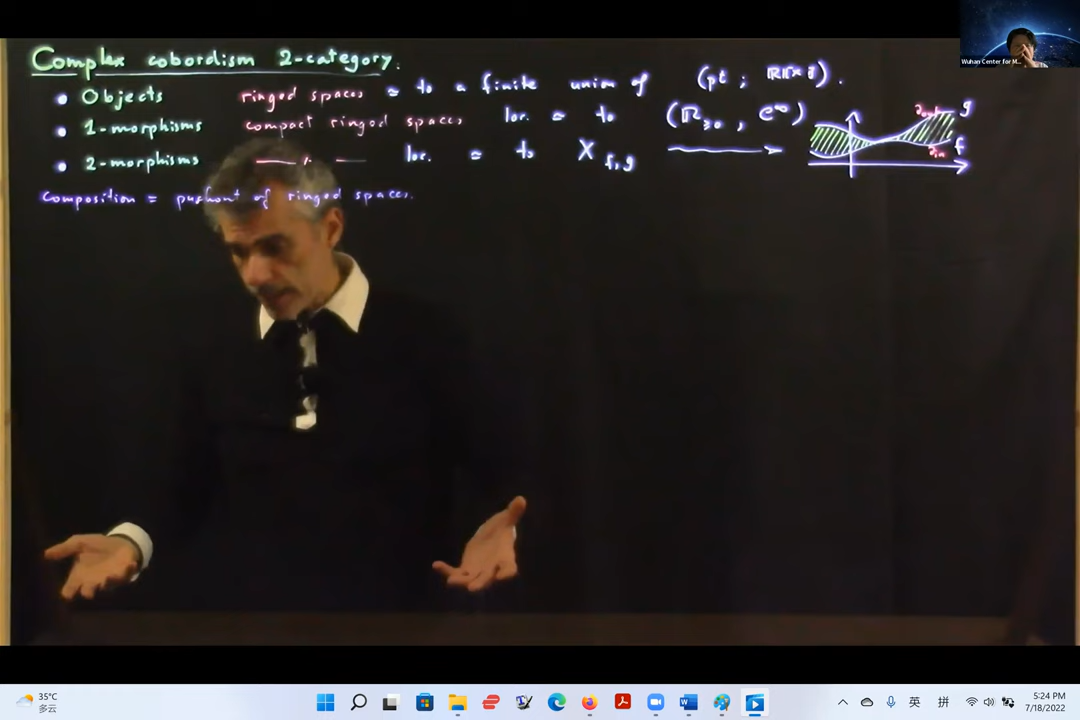 Wuhan Center for M...
Complex cobordism 2-category.
• Objects ringed spaces ≃ to a finite union of (pt ; ℝ[[x]]).
• 1-morphisms compact ringed spaces loc. ≃ to (ℝ≥0, C^∞)
• 2-morphisms ——〃 —— loc. ≃ to X f,g
∂out g
f
∂in
composition = pushout of ringed spaces.
35°C
多云
英 拼
5:24 PM
7/18/2022